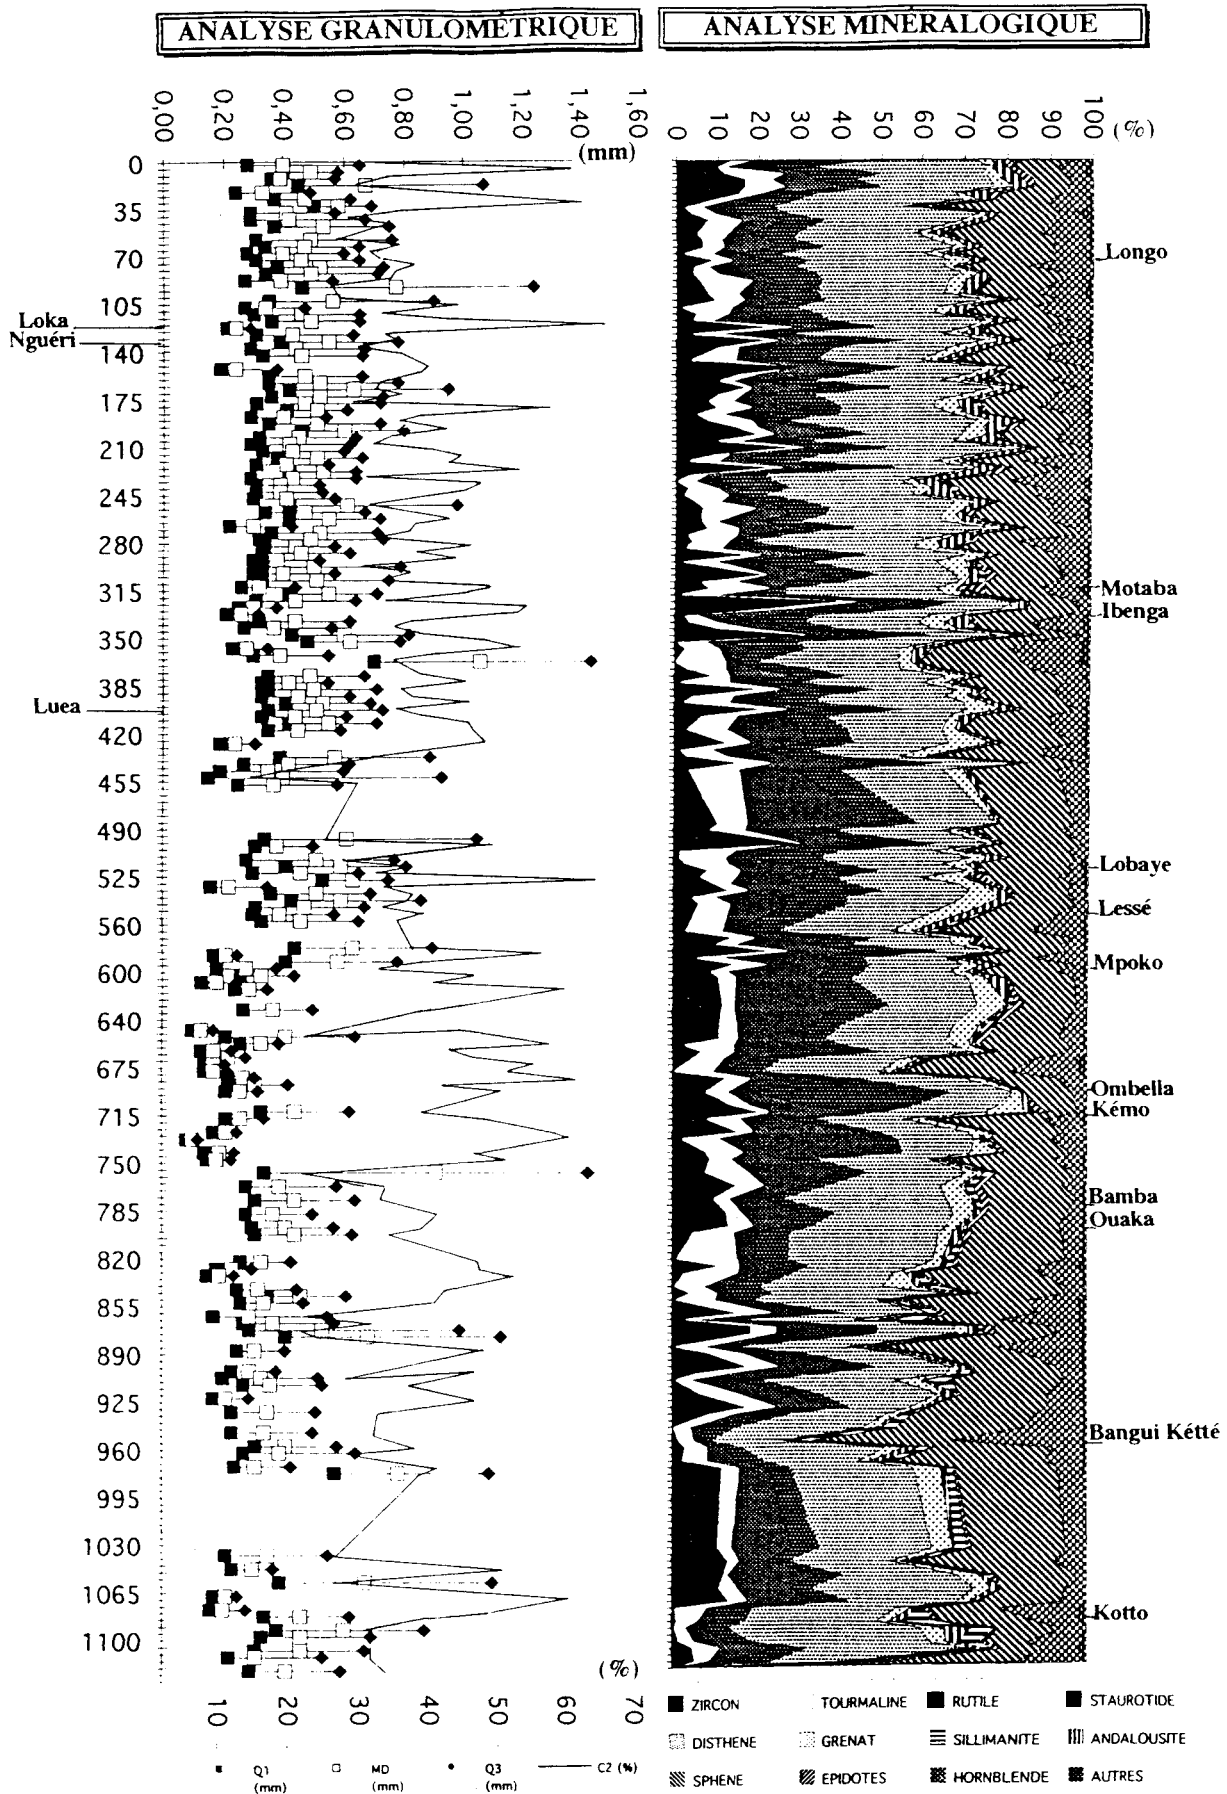 ANALYSE GRANULOMÉTRIQUE
ANALYSE MINÉRALOGIQUE
0,00 0,20 0,40 0,60 0,80 1,00 1,20 1,40 1,60
(mm)
0 10 20 30 40 50 60 70 80 90 100 (%)
0
35
70
105
140
175
210
245
280
315
350
385
420
455
490
525
560
600
640
675
715
750
785
820
855
890
925
960
995
1030
1065
1100
Loka
Nguéri
Luea
Longo
Motaba
Ibenga
Lobaye
Lessé
Mpoko
Ombella
Kémo
Bamba
Ouaka
Bangui Kétté
Kotto
(%)
10 20 30 40 50 60 70
Q1 (mm) MD (mm) Q3 (mm) C2 (%)
ZIRCON TOURMALINE RUTILE STAUROTIDE
DISTHENE GRENAT SILLIMANITE ANDALOUSITE
SPHENE EPIDOTES HORNBLENDE AUTRES